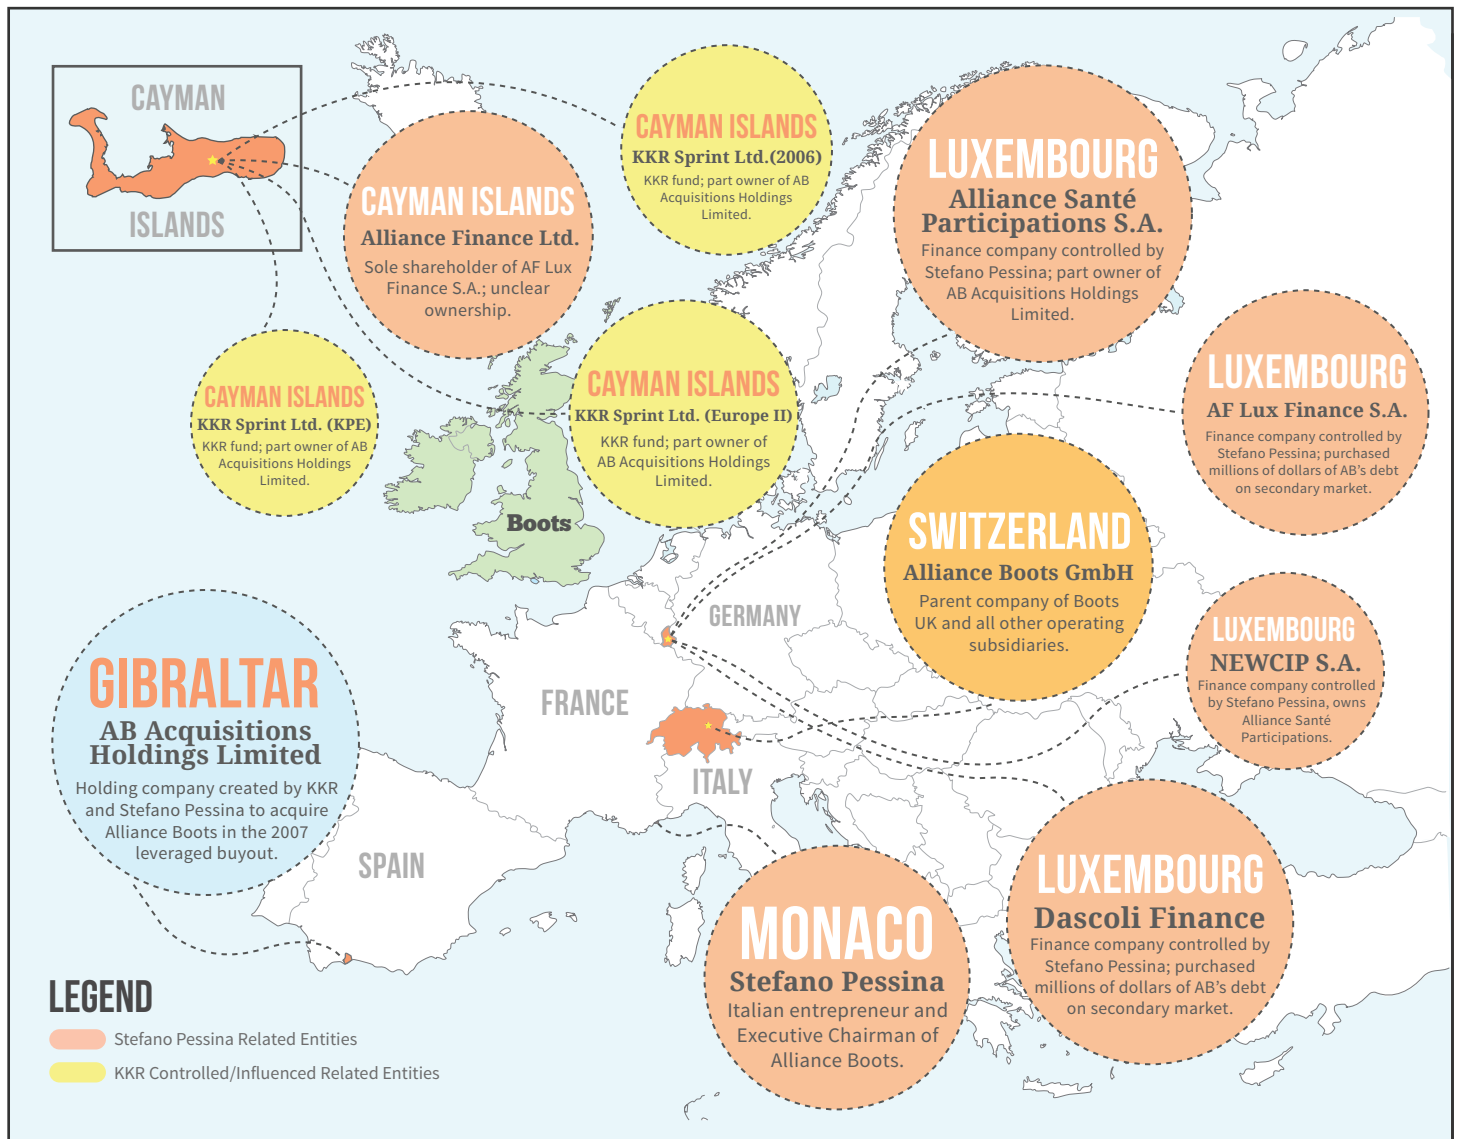 CAYMAN
ISLANDS
CAYMAN ISLANDS
KKR Sprint Ltd.(2006)
KKR fund; part owner of AB
Acquisitions Holdings
Limited.
LUXEMBOURG
Alliance Santé
Participations S.A.
Finance company controlled by
Stefano Pessina; part owner of
AB Acquisitions Holdings
Limited.
CAYMAN ISLANDS
Alliance Finance Ltd.
Sole shareholder of AF Lux
Finance S.A.; unclear
ownership.
CAYMAN ISLANDS
KKR Sprint Ltd. (KPE)
KKR fund; part owner of AB
Acquisitions Holdings
Limited.
CAYMAN ISLANDS
KKR Sprint Ltd. (Europe II)
KKR fund; part owner of
AB Acquisitions Holdings
Limited.
LUXEMBOURG
AF Lux Finance S.A.
Finance company controlled by
Stefano Pessina; purchased
millions of dollars of AB's debt
on secondary market.
Boots
SWITZERLAND
Alliance Boots GmbH
Parent company of Boots
UK and all other operating
subsidiaries.
GERMANY
FRANCE
ITALY
SPAIN
LUXEMBOURG
NEWCIP S.A.
Finance company controlled
by Stefano Pessina, owns
Alliance Santé
Participations.
GIBRALTAR
AB Acquisitions
Holdings Limited
Holding company created by KKR
and Stefano Pessina to acquire
Alliance Boots in the 2007
leveraged buyout.
MONACO
Stefano Pessina
Italian entrepreneur and
Executive Chairman of
Alliance Boots.
LUXEMBOURG
Dascoli Finance
Finance company controlled by
Stefano Pessina; purchased
millions of dollars of AB's debt
on secondary market.
LEGEND
Stefano Pessina Related Entities
KKR Controlled/Influenced Related Entities